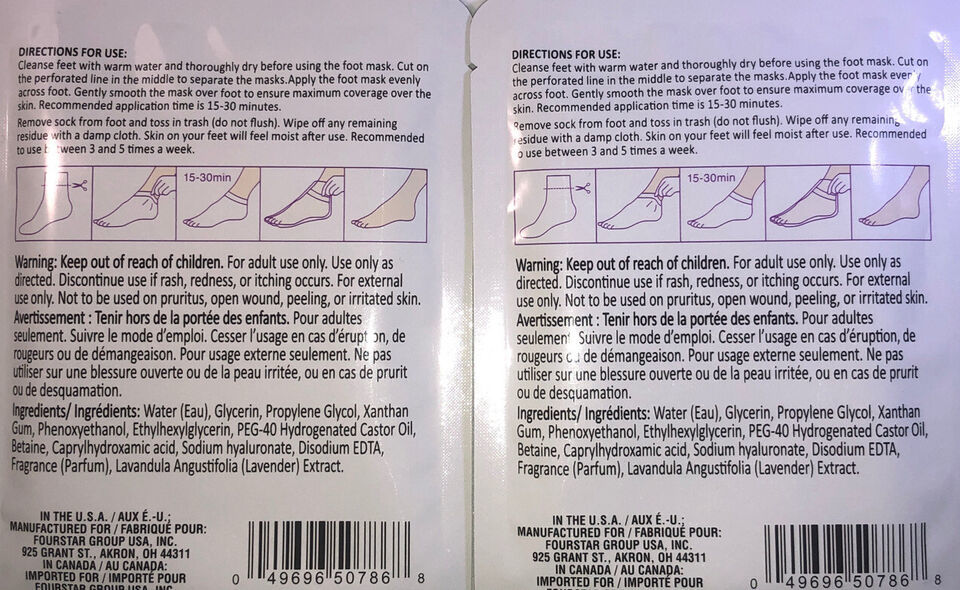 DIRECTIONS FOR USE:
Cleanse feet with warm water and thoroughly dry before using the foot mask. Cut on
the perforated line in the middle to separate the masks.Apply the foot mask evenly
across foot. Gently smooth the mask over foot to ensure maximum coverage over the
skin. Recommended application time is 15-30 minutes.
Remove sock from foot and toss in trash (do not flush). Wipe off any remaining
residue with a damp cloth. Skin on your feet will feel moist after use. Recommended
to use between 3 and 5 times a week.
15-30min
Warning: Keep out of reach of children. For adult use only. Use only as
directed. Discontinue use if rash, redness, or itching occurs. For external
use only. Not to be used on pruritus, open wound, peeling, or irritated skin.
Avertissement : Tenir hors de la portée des enfants. Pour adultes
seulement. Suivre le mode d'emploi. Cesser l'usage en cas d'éruption, de
rougeurs ou de démangeaison. Pour usage externe seulement. Ne pas
utiliser sur une blessure ouverte ou de la peau irritée, ou en cas de prurit
ou de desquamation.
Ingredients/ Ingrédients: Water (Eau), Glycerin, Propylene Glycol, Xanthan
Gum, Phenoxyethanol, Ethylhexylglycerin, PEG-40 Hydrogenated Castor Oil,
Betaine, Caprylhydroxamic acid, Sodium hyaluronate, Disodium EDTA,
Fragrance (Parfum), Lavandula Angustifolia (Lavender) Extract.
IN THE U.S.A. / AUX É.-U.:
MANUFACTURED FOR / FABRIQUÉ POUR:
FOURSTAR GROUP USA, INC.
925 GRANT ST., AKRON, OH 44311
IN CANADA / AU CANADA:
IMPORTED FOR / IMPORTÉ POUR
FOURSTAR GROUP USA, INC.
0 49696 50786 8
DIRECTIONS FOR USE:
Cleanse feet with warm water and thoroughly dry before using the foot mask. Cut on
the perforated line in the middle to separate the masks.Apply the foot mask evenly
across foot. Gently smooth the mask over foot to ensure maximum coverage over the
skin. Recommended application time is 15-30 minutes.
Remove sock from foot and toss in trash (do not flush). Wipe off any remaining
residue with a damp cloth. Skin on your feet will feel moist after use. Recommended
to use between 3 and 5 times a week.
15-30min
Warning: Keep out of reach of children. For adult use only. Use only as
directed. Discontinue use if rash, redness, or itching occurs. For external
use only. Not to be used on pruritus, open wound, peeling, or irritated skin.
Avertissement : Tenir hors de la portée des enfants. Pour adultes
seulement. Suivre le mode d'emploi. Cesser l'usage en cas d'éruption, de
rougeurs ou de démangeaison. Pour usage externe seulement. Ne pas
utiliser sur une blessure ouverte ou de la peau irritée, ou en cas de prurit
ou de desquamation.
Ingredients/ Ingrédients: Water (Eau), Glycerin, Propylene Glycol, Xanthan
Gum, Phenoxyethanol, Ethylhexylglycerin, PEG-40 Hydrogenated Castor Oil,
Betaine, Caprylhydroxamic acid, Sodium hyaluronate, Disodium EDTA,
Fragrance (Parfum), Lavandula Angustifolia (Lavender) Extract.
IN THE U.S.A. / AUX É.-U.:
MANUFACTURED FOR / FABRIQUÉ POUR:
FOURSTAR GROUP USA, INC.
925 GRANT ST., AKRON, OH 44311
IN CANADA / AU CANADA:
IMPORTED FOR / IMPORTÉ POUR
FOURSTAR GROUP USA, INC.
0 49696 50786 8